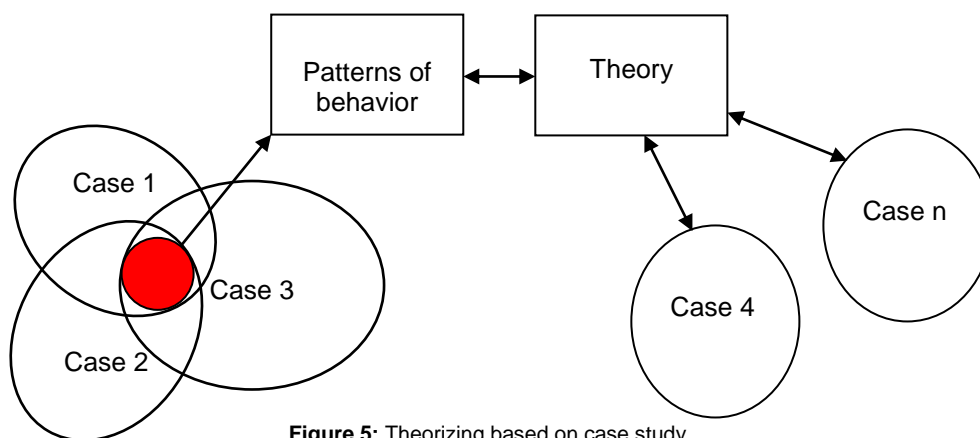 Patterns of
behavior
Theory
Case 1
Case n
Case 3
Case 4
Case 2
Figure 5: Theorizing based on case study